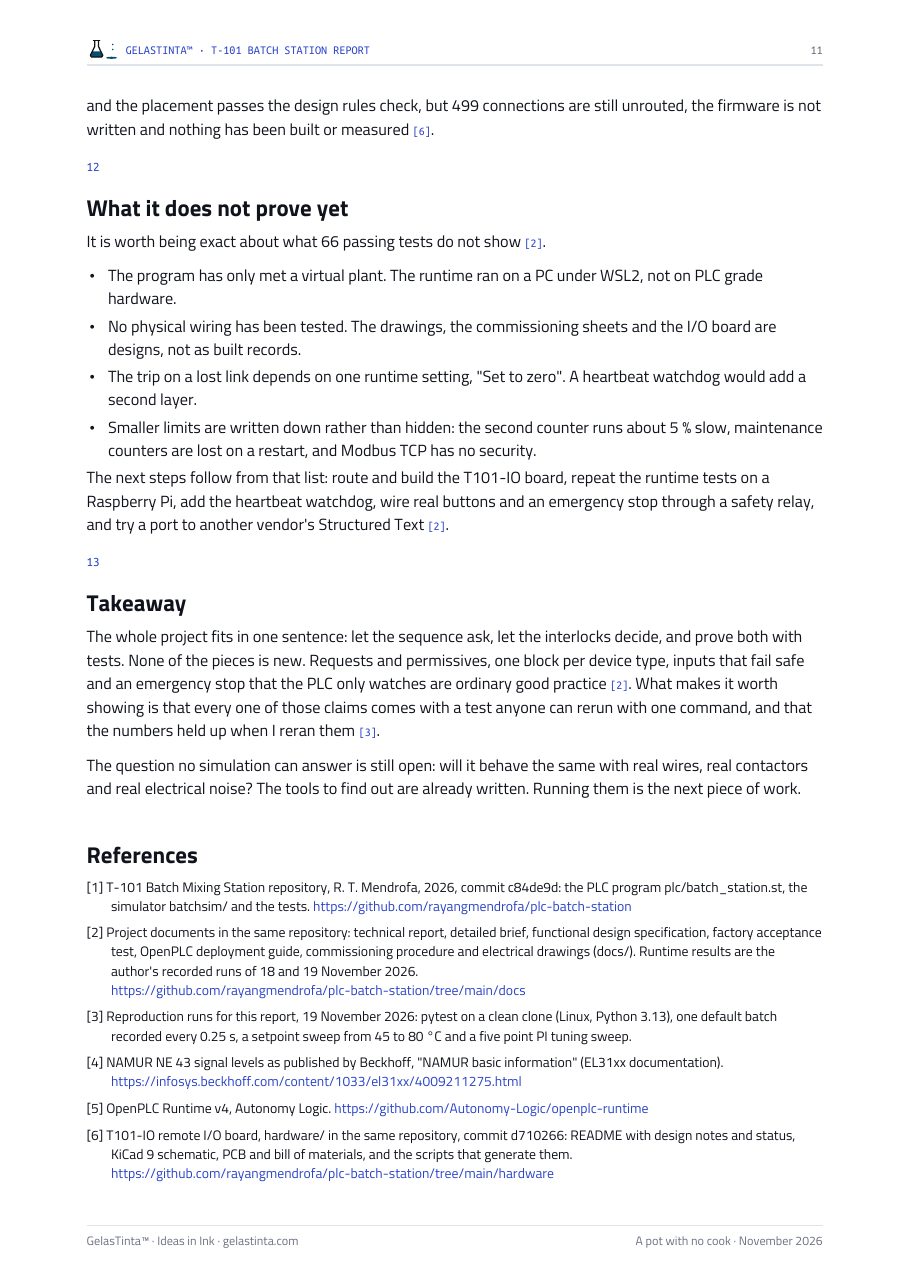 GELASTINTA™ · T-101 BATCH STATION REPORT
11
and the placement passes the design rules check, but 499 connections are still unrouted, the firmware is not
written and nothing has been built or measured [6].
12
What it does not prove yet
It is worth being exact about what 66 passing tests do not show [2].
• The program has only met a virtual plant. The runtime ran on a PC under WSL2, not on PLC grade
hardware.
• No physical wiring has been tested. The drawings, the commissioning sheets and the I/O board are
designs, not as built records.
• The trip on a lost link depends on one runtime setting, "Set to zero". A heartbeat watchdog would add a
second layer.
• Smaller limits are written down rather than hidden: the second counter runs about 5 % slow, maintenance
counters are lost on a restart, and Modbus TCP has no security.
The next steps follow from that list: route and build the T101-IO board, repeat the runtime tests on a
Raspberry Pi, add the heartbeat watchdog, wire real buttons and an emergency stop through a safety relay,
and try a port to another vendor's Structured Text [2].
13
Takeaway
The whole project fits in one sentence: let the sequence ask, let the interlocks decide, and prove both with
tests. None of the pieces is new. Requests and permissives, one block per device type, inputs that fail safe
and an emergency stop that the PLC only watches are ordinary good practice [2]. What makes it worth
showing is that every one of those claims comes with a test anyone can rerun with one command, and that
the numbers held up when I reran them [3].
The question no simulation can answer is still open: will it behave the same with real wires, real contactors
and real electrical noise? The tools to find out are already written. Running them is the next piece of work.
References
[1] T-101 Batch Mixing Station repository, R. T. Mendrofa, 2026, commit c84de9d: the PLC program plc/batch_station.st, the
simulator batchsim/ and the tests. https://github.com/rayangmendrofa/plc-batch-station
[2] Project documents in the same repository: technical report, detailed brief, functional design specification, factory acceptance
test, OpenPLC deployment guide, commissioning procedure and electrical drawings (docs/). Runtime results are the
author's recorded runs of 18 and 19 November 2026.
https://github.com/rayangmendrofa/plc-batch-station/tree/main/docs
[3] Reproduction runs for this report, 19 November 2026: pytest on a clean clone (Linux, Python 3.13), one default batch
recorded every 0.25 s, a setpoint sweep from 45 to 80 °C and a five point PI tuning sweep.
[4] NAMUR NE 43 signal levels as published by Beckhoff, "NAMUR basic information" (EL31xx documentation).
https://infosys.beckhoff.com/content/1033/el31xx/4009211275.html
[5] OpenPLC Runtime v4, Autonomy Logic. https://github.com/Autonomy-Logic/openplc-runtime
[6] T101-IO remote I/O board, hardware/ in the same repository, commit d710266: README with design notes and status,
KiCad 9 schematic, PCB and bill of materials, and the scripts that generate them.
https://github.com/rayangmendrofa/plc-batch-station/tree/main/hardware
GelasTinta™ · Ideas in Ink · gelastinta.com
A pot with no cook · November 2026